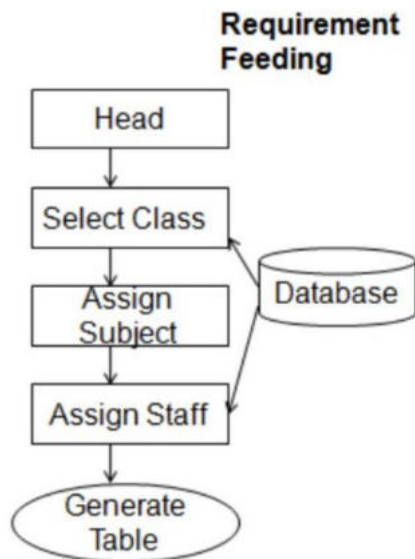 Requirement
Feeding
Head
Select Class
Database
Assign
Subject
Assign Staff
Generate
Table